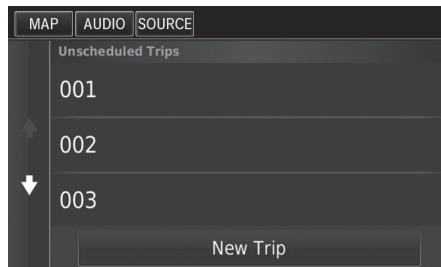 MAP AUDIO SOURCE
Unscheduled Trips
001
002
003
New Trip